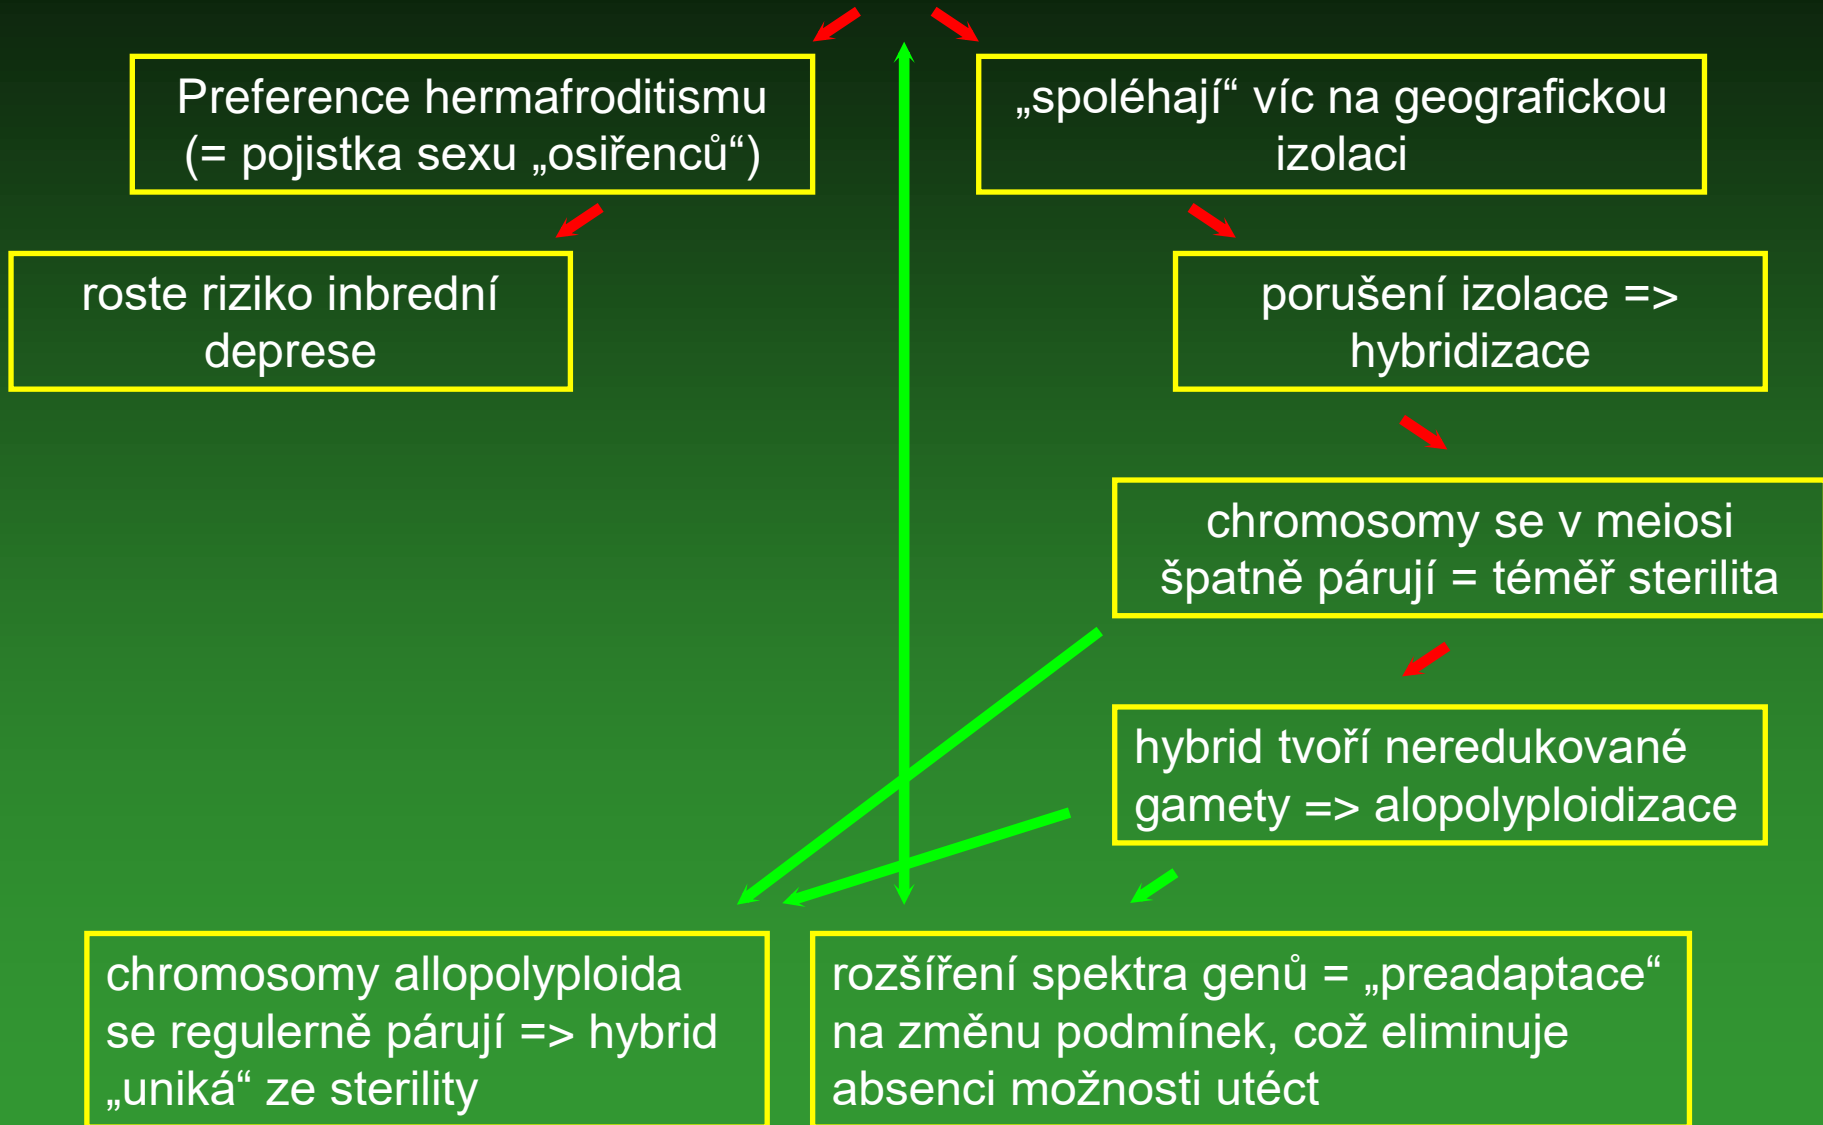 Preference hermafroditismu
(= pojistka sexu „osiřenců“)
„spoléhají“ víc na geografickou
izolaci
roste riziko inbrední
deprese
porušení izolace =>
hybridizace
chromosomy se v meiosi
špatně párují = téměř sterilita
hybrid tvoří neredukované
gamety => alopolyploidizace
chromosomy allopolyploida
se regulerně párují => hybrid
„uniká“ ze sterility
rozšíření spektra genů = „preadaptace“
na změnu podmínek, což eliminuje
absenci možnosti utéct